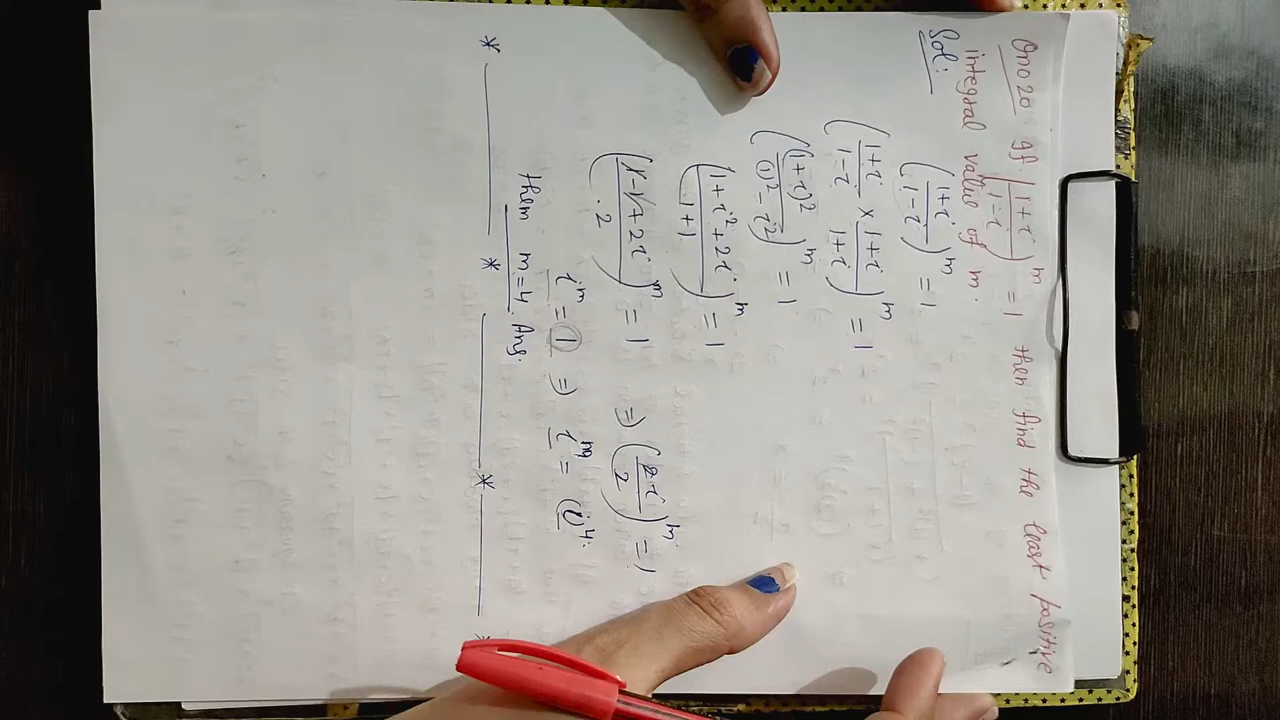 Qno 20 If ((1+i)/(1-i))^m = 1 then find the least positive
integral value of m.
Sol:
((1+i)/(1-i))^m = 1
((1+i)/(1-i) × (1+i)/(1+i))^m = 1
((1+i)^2/((1)^2 - i^2))^m = 1
((1+i^2+2i)/(1+1))^m = 1
((1-1+2i)/2)^m = 1 ⇒ (2i/2)^m = 1
i^m = 1 ⇒ i^m = (i)^4.
then m=4. Ans.